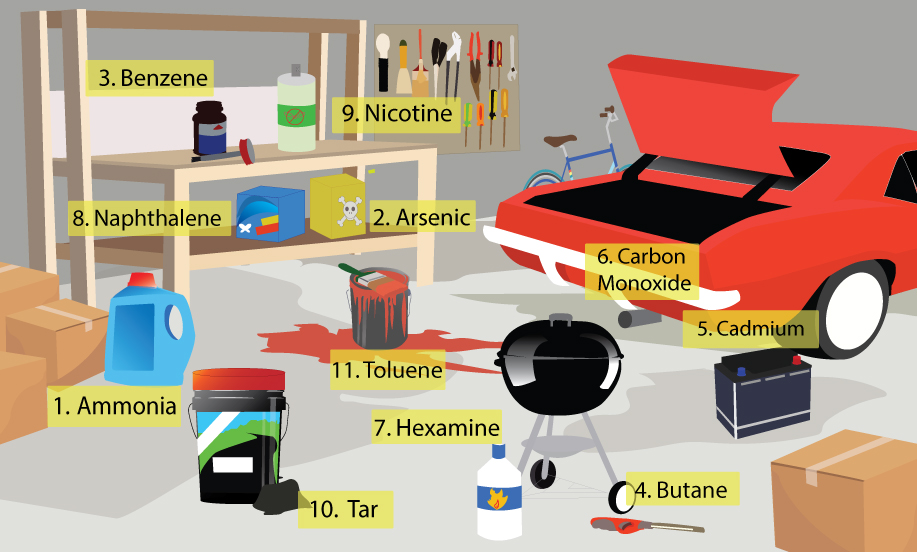 3. Benzene
9. Nicotine
8. Naphthalene
2. Arsenic
6. Carbon
Monoxide
5. Cadmium
11. Toluene
1. Ammonia
7. Hexamine
4. Butane
10. Tar